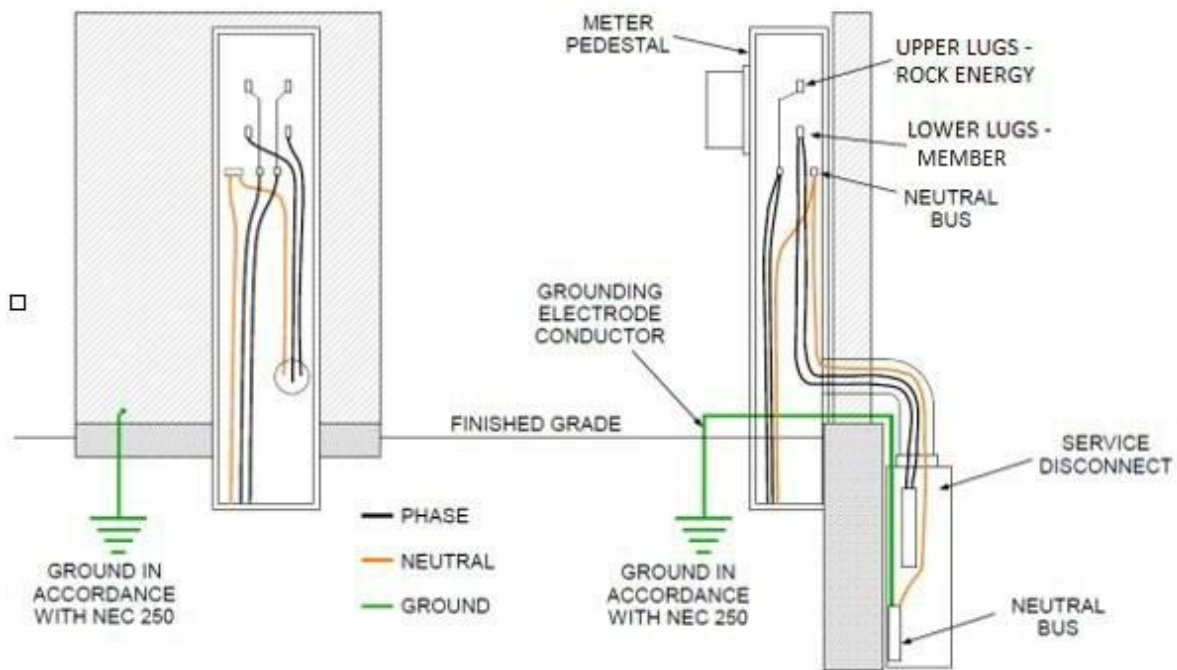 METER
PEDESTAL
UPPER LUGS -
ROCK ENERGY
LOWER LUGS -
MEMBER
NEUTRAL
BUS
GROUNDING
ELECTRODE
CONDUCTOR
FINISHED GRADE
SERVICE
DISCONNECT
PHASE
NEUTRAL
GROUND
GROUND IN
ACCORDANCE
WITH NEC 250
GROUND IN
ACCORDANCE
WITH NEC 250
NEUTRAL
BUS